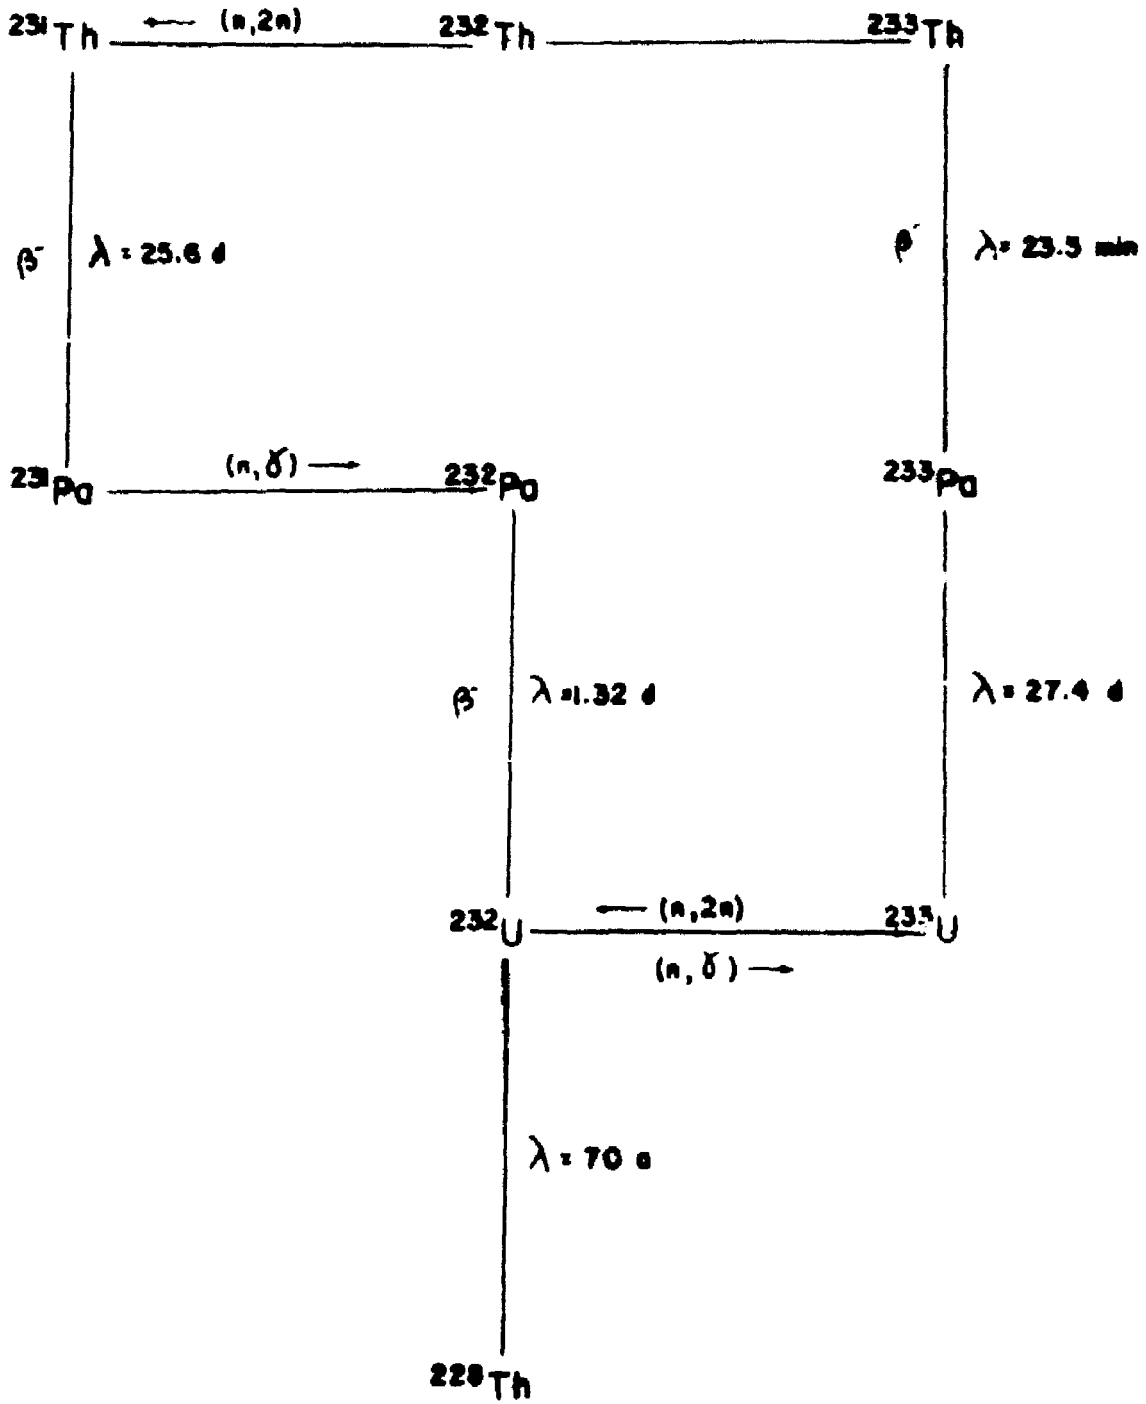 ²³¹Th ← (n,2n) ²³²Th ²³³Th
β⁻ λ = 25.6 d β⁻ λ = 23.5 min
²³¹Pa (n,γ) → ²³²Pa ²³³Pa
β⁻ λ = 1.32 d λ = 27.4 d
²³²U ← (n,2n) ²³³U
(n,γ) →
λ = 70 a
²²⁸Th